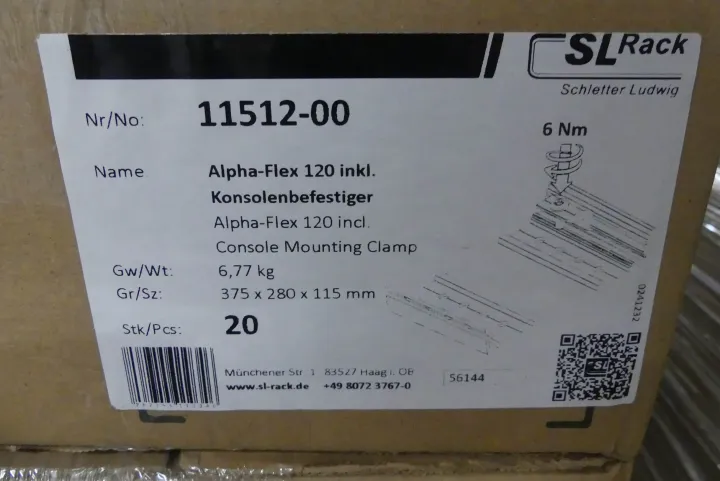 SL Rack
Schletter Ludwig
Nr/No: 11512-00
6 Nm
Name Alpha-Flex 120 inkl.
Konsolenbefestiger
Alpha-Flex 120 incl.
Console Mounting Clamp
Gw/Wt: 6,77 kg
Gr/Sz: 375 x 280 x 115 mm
Stk/Pcs: 20
0241232
SL
Münchener Str 1 83527 Haag i. OB
www.sl-rack.de +49 8072 3767-0
56144